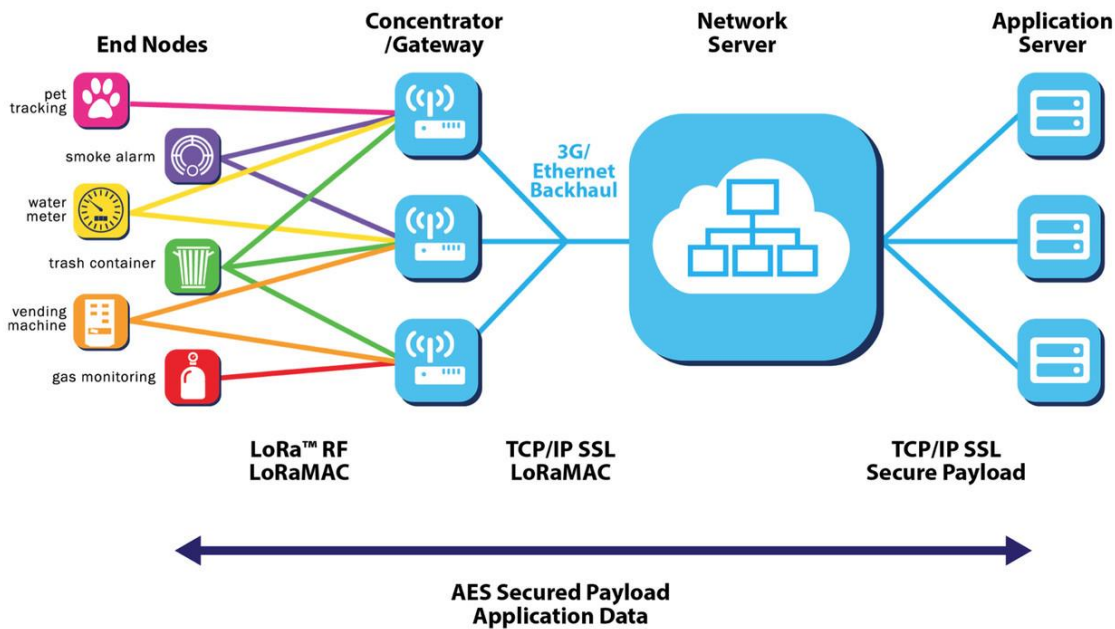 End Nodes
Concentrator
/Gateway
Network
Server
Application
Server
pet
tracking
smoke alarm
water
meter
trash container
vending
machine
gas monitoring
3G/
Ethernet
Backhaul
LoRa™ RF
LoRaMAC
TCP/IP SSL
LoRaMAC
TCP/IP SSL
Secure Payload
AES Secured Payload
Application Data